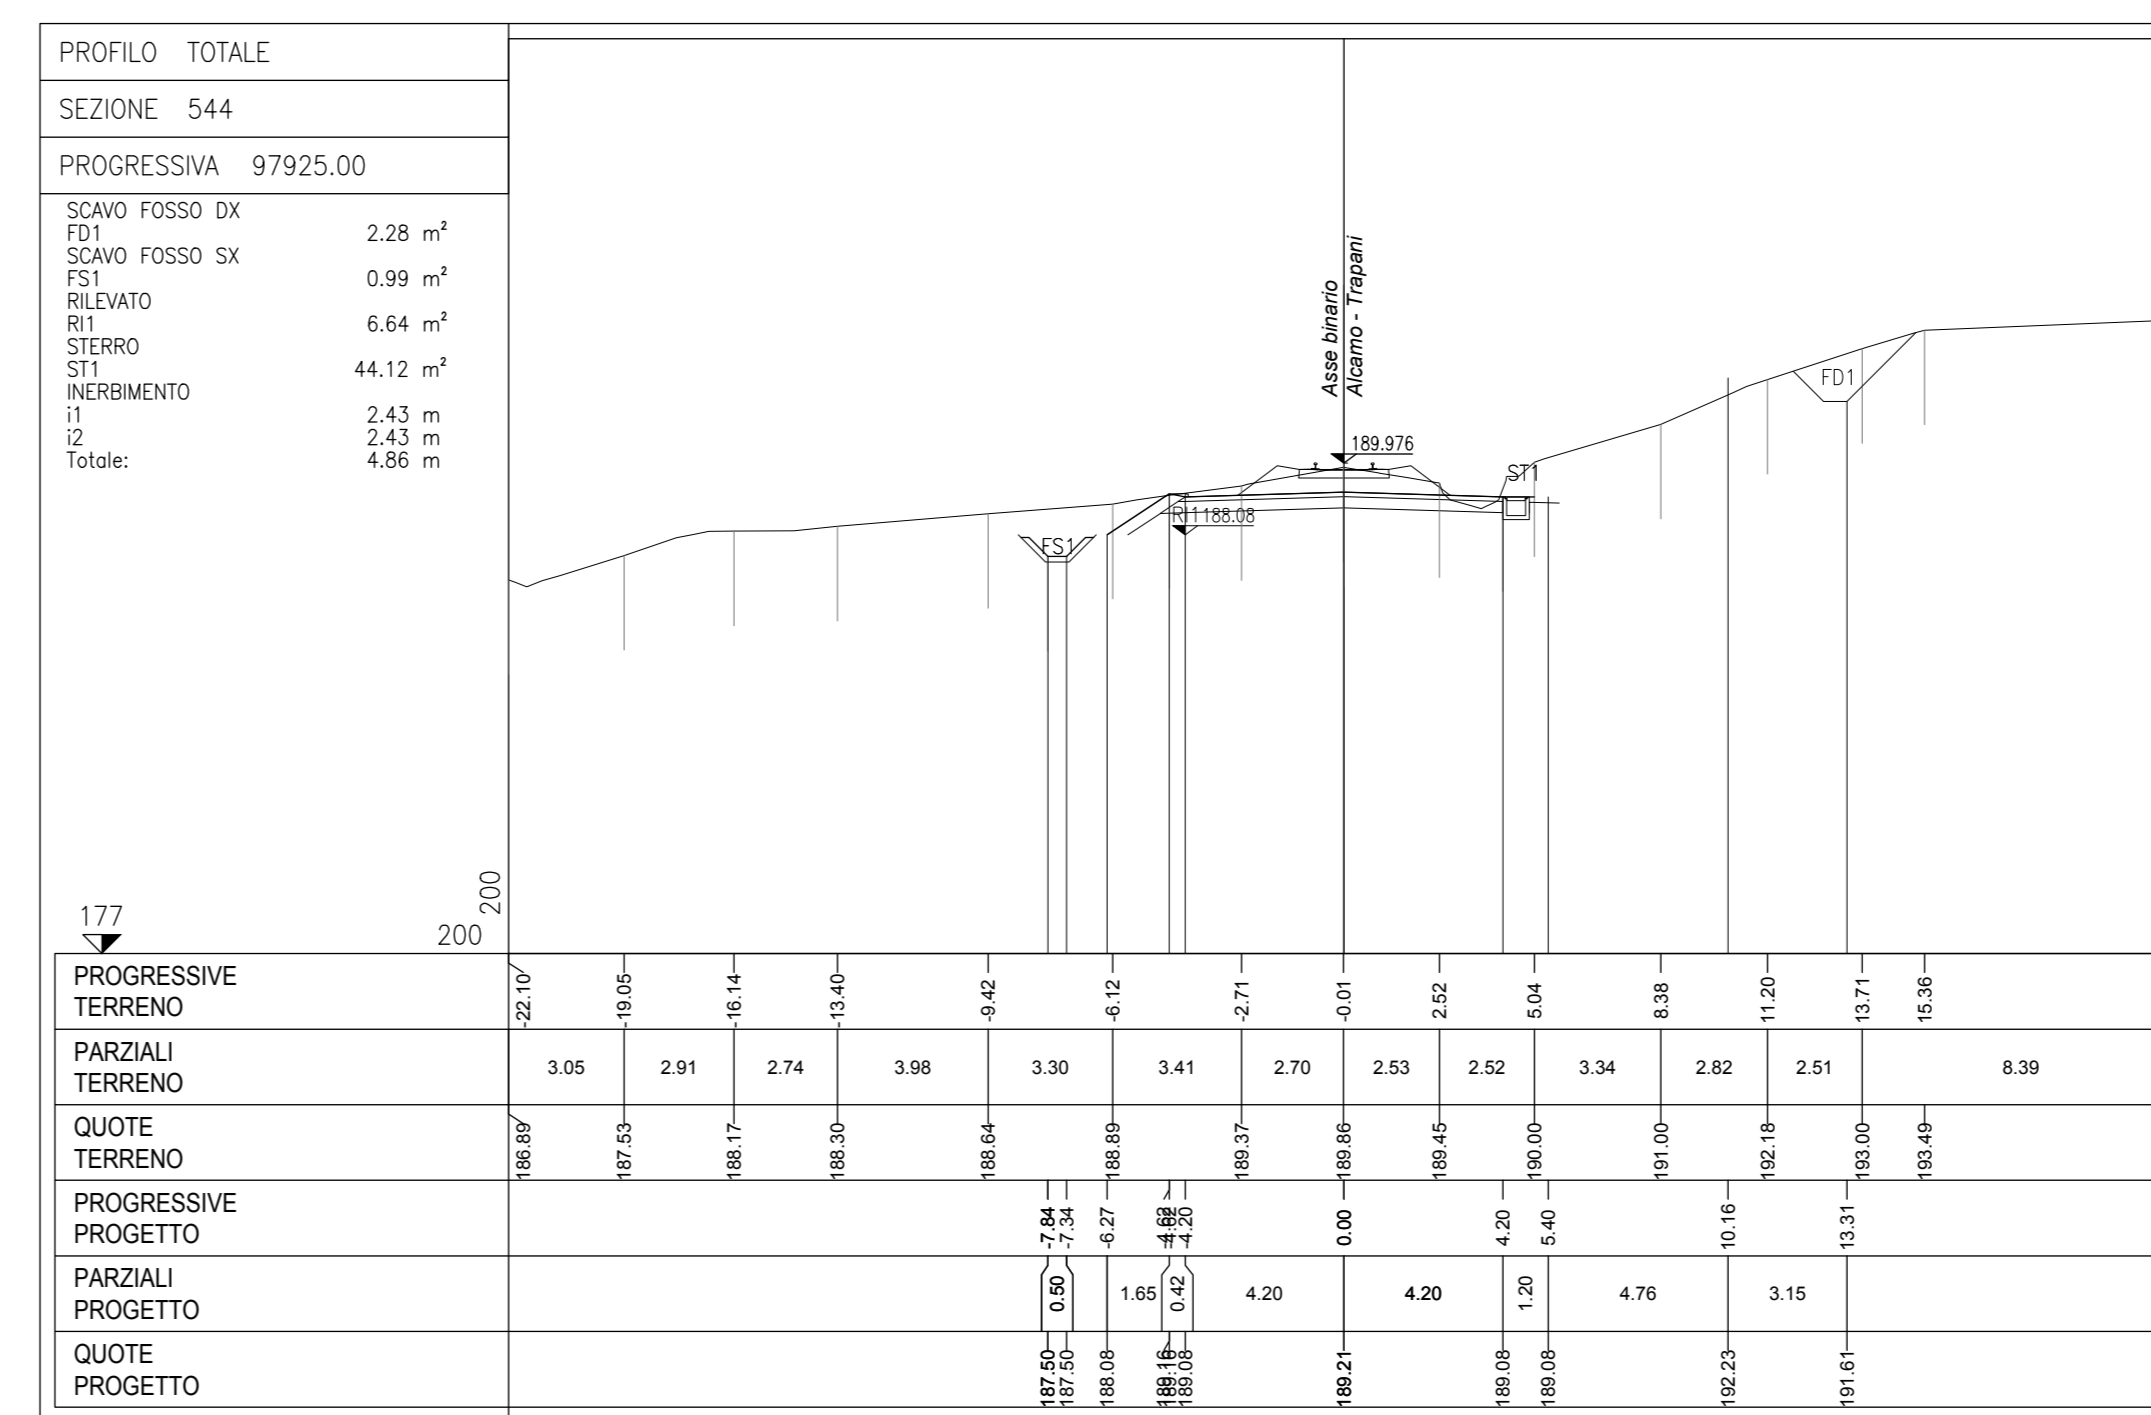 PROFILO TOTALE
SEZIONE 544
PROGRESSIVA 97925.00
SCAVO FOSSO DX
FD1 2.28 m²
SCAVO FOSSO SX
FS1 0.99 m²
RILEVATO
RI1 6.64 m²
STERRO
ST1 44.12 m²
INERBIMENTO
i1 2.43 m
i2 2.43 m
Totale: 4.86 m
Asse binario
Alcamo - Trapani
189.976
FD1
ST1
RI1 188.08
FS1
177
200
200
PROGRESSIVE
TERRENO
-22.10 -19.05 -16.14 -13.40 -9.42 -6.12 -2.71 -0.01 2.52 5.04 8.38 11.20 13.71 15.36
PARZIALI
TERRENO
3.05 2.91 2.74 3.98 3.30 3.41 2.70 2.53 2.52 3.34 2.82 2.51 8.39
QUOTE
TERRENO
186.89 187.53 188.17 188.30 188.64 188.89 189.37 189.86 189.45 190.00 191.00 192.18 193.00 193.49
PROGRESSIVE
PROGETTO
-7.84 -7.34 -6.27 -4.62 -4.20 0.00 4.20 5.40 10.16 13.31
PARZIALI
PROGETTO
0.50 1.65 0.42 4.20 4.20 1.20 4.76 3.15
QUOTE
PROGETTO
187.50 187.50 188.08 189.16 189.08 189.21 189.08 189.08 192.23 191.61